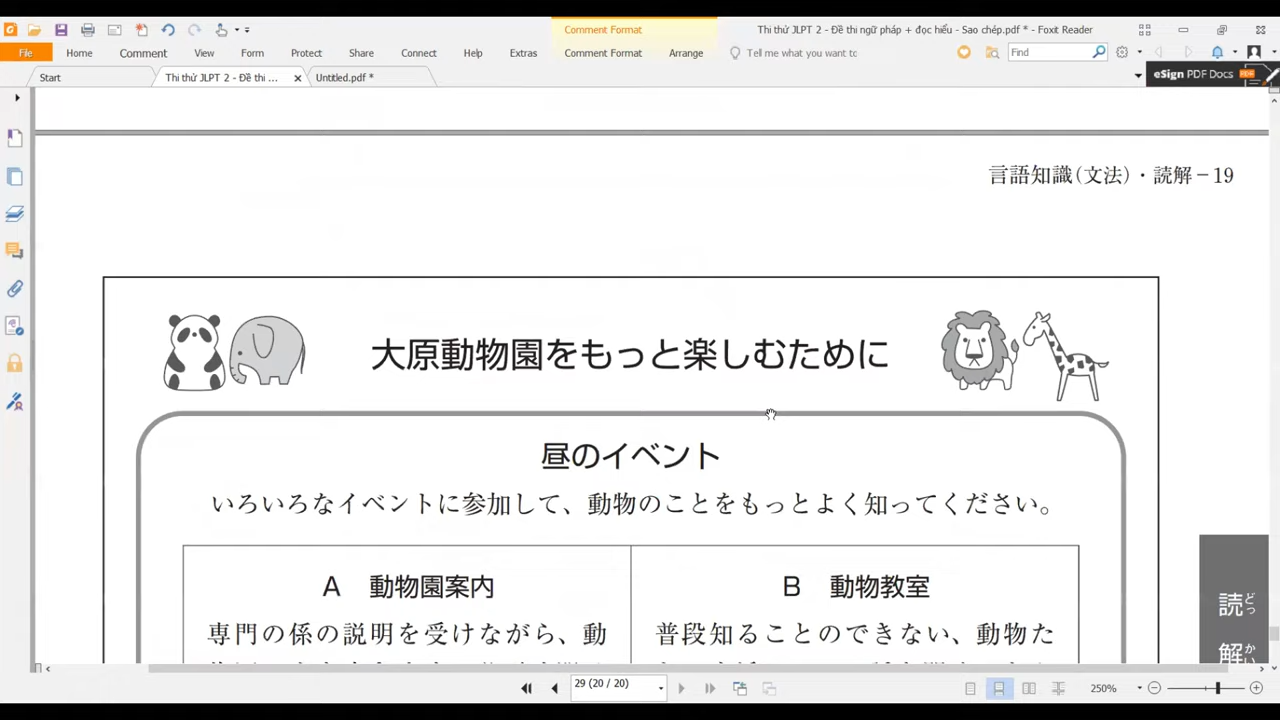 Comment Format
Thi thử JLPT 2 - Đề thi ngữ pháp + đọc hiểu - Sao chép.pdf * - Foxit Reader
File Home Comment View Form Protect Share Connect Help Extras Comment Format Arrange Tell me what you want to Find
Start Thi thử JLPT 2 - Đề thi ... Untitled.pdf * eSign PDF Docs
言語知識(文法)・読解－19
大原動物園をもっと楽しむために
昼のイベント
いろいろなイベントに参加して、動物のことをもっとよく知ってください。
A 動物園案内
専門の係の説明を受けながら、動
B 動物教室
普段知ることのできない、動物た
読どっ
解かい
29 (20 / 20) 250%